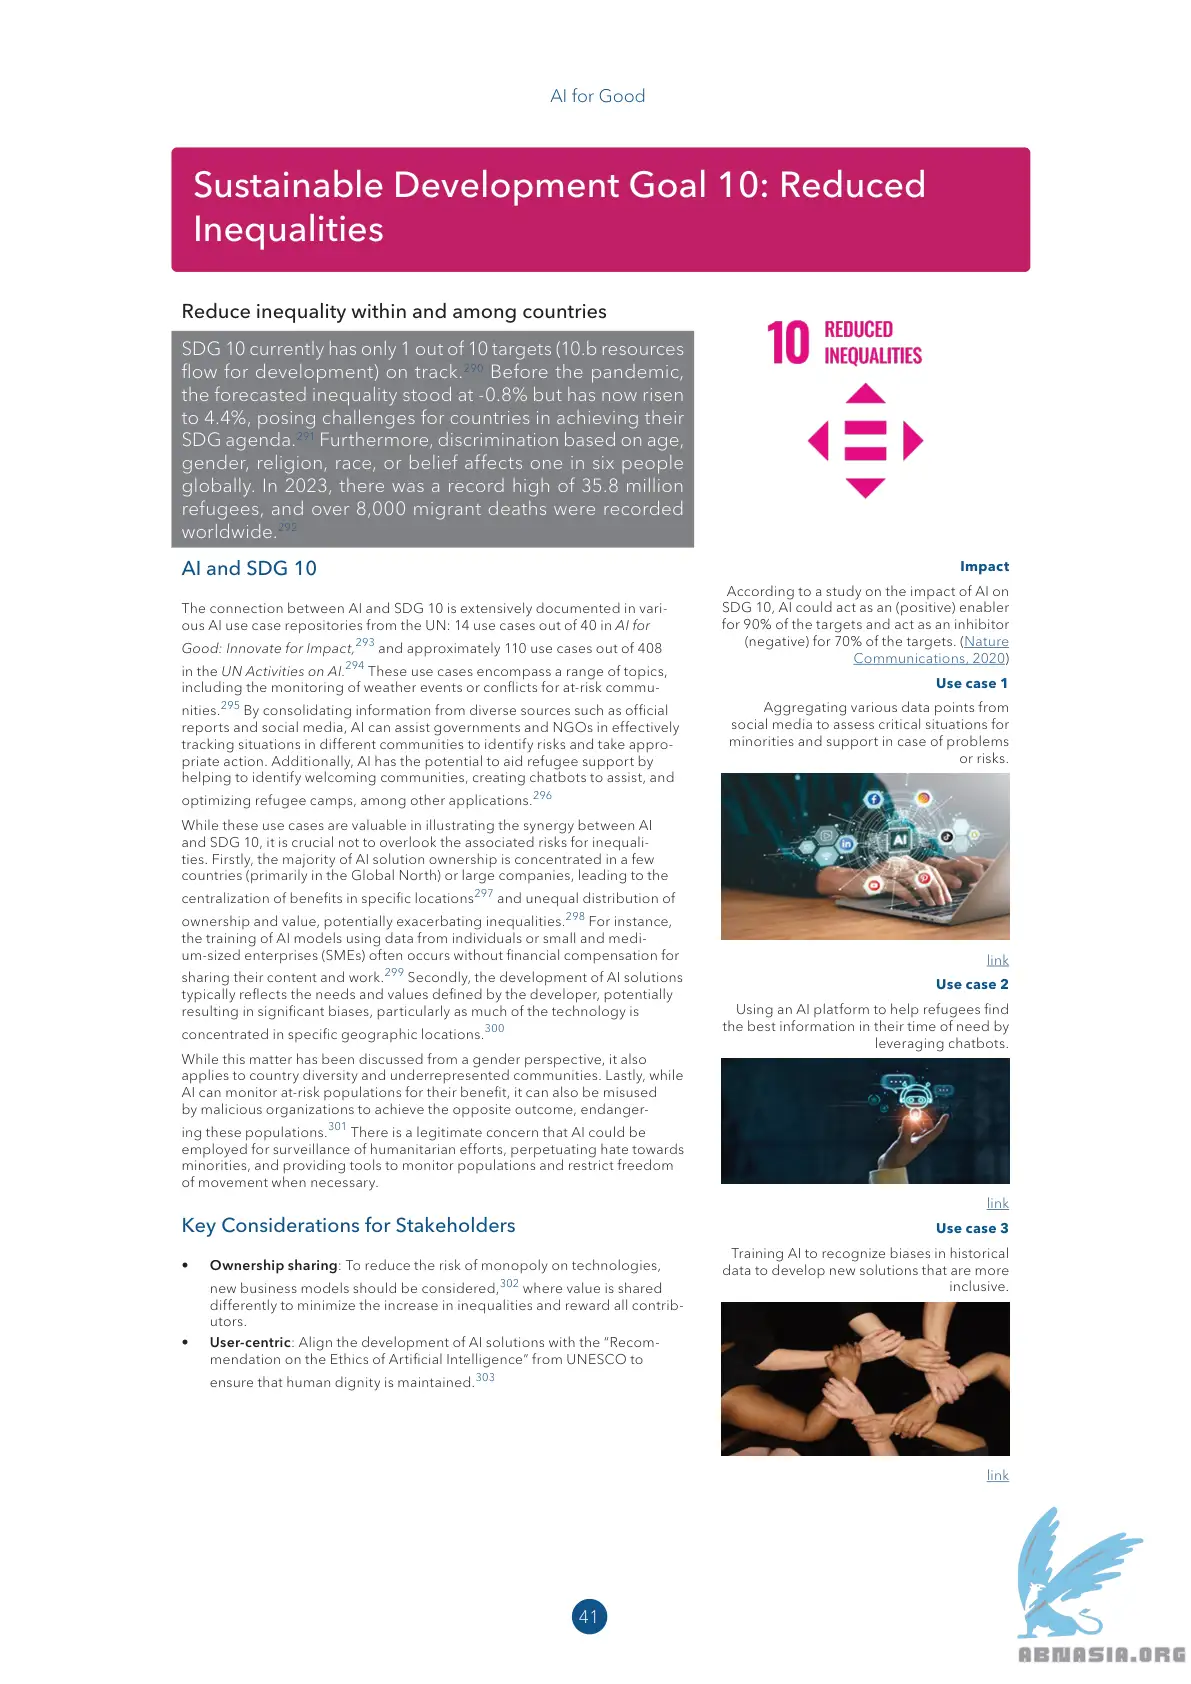 AI for Good
Sustainable Development Goal 10: Reduced
Inequalities
Reduce inequality within and among countries
SDG 10 currently has only 1 out of 10 targets (10.b resources
flow for development) on track.290 Before the pandemic,
the forecasted inequality stood at -0.8% but has now risen
to 4.4%, posing challenges for countries in achieving their
SDG agenda.291 Furthermore, discrimination based on age,
gender, religion, race, or belief affects one in six people
globally. In 2023, there was a record high of 35.8 million
refugees, and over 8,000 migrant deaths were recorded
worldwide.292
AI and SDG 10
The connection between AI and SDG 10 is extensively documented in vari-
ous AI use case repositories from the UN: 14 use cases out of 40 in AI for
Good: Innovate for Impact,293 and approximately 110 use cases out of 408
in the UN Activities on AI.294 These use cases encompass a range of topics,
including the monitoring of weather events or conflicts for at-risk commu-
nities.295 By consolidating information from diverse sources such as official
reports and social media, AI can assist governments and NGOs in effectively
tracking situations in different communities to identify risks and take appro-
priate action. Additionally, AI has the potential to aid refugee support by
helping to identify welcoming communities, creating chatbots to assist, and
optimizing refugee camps, among other applications.296
While these use cases are valuable in illustrating the synergy between AI
and SDG 10, it is crucial not to overlook the associated risks for inequali-
ties. Firstly, the majority of AI solution ownership is concentrated in a few
countries (primarily in the Global North) or large companies, leading to the
centralization of benefits in specific locations297 and unequal distribution of
ownership and value, potentially exacerbating inequalities.298 For instance,
the training of AI models using data from individuals or small and medi-
um-sized enterprises (SMEs) often occurs without financial compensation for
sharing their content and work.299 Secondly, the development of AI solutions
typically reflects the needs and values defined by the developer, potentially
resulting in significant biases, particularly as much of the technology is
concentrated in specific geographic locations.300
While this matter has been discussed from a gender perspective, it also
applies to country diversity and underrepresented communities. Lastly, while
AI can monitor at-risk populations for their benefit, it can also be misused
by malicious organizations to achieve the opposite outcome, endanger-
ing these populations.301 There is a legitimate concern that AI could be
employed for surveillance of humanitarian efforts, perpetuating hate towards
minorities, and providing tools to monitor populations and restrict freedom
of movement when necessary.
Key Considerations for Stakeholders
• Ownership sharing: To reduce the risk of monopoly on technologies,
new business models should be considered,302 where value is shared
differently to minimize the increase in inequalities and reward all contrib-
utors.
• User-centric: Align the development of AI solutions with the “Recom-
mendation on the Ethics of Artificial Intelligence” from UNESCO to
ensure that human dignity is maintained.303
10 REDUCED
INEQUALITIES
Impact
According to a study on the impact of AI on
SDG 10, AI could act as an (positive) enabler
for 90% of the targets and act as an inhibitor
(negative) for 70% of the targets. (Nature
Communications, 2020)
Use case 1
Aggregating various data points from
social media to assess critical situations for
minorities and support in case of problems
or risks.
AI
link
Use case 2
Using an AI platform to help refugees find
the best information in their time of need by
leveraging chatbots.
link
Use case 3
Training AI to recognize biases in historical
data to develop new solutions that are more
inclusive.
link
41
ABNASIA.ORG